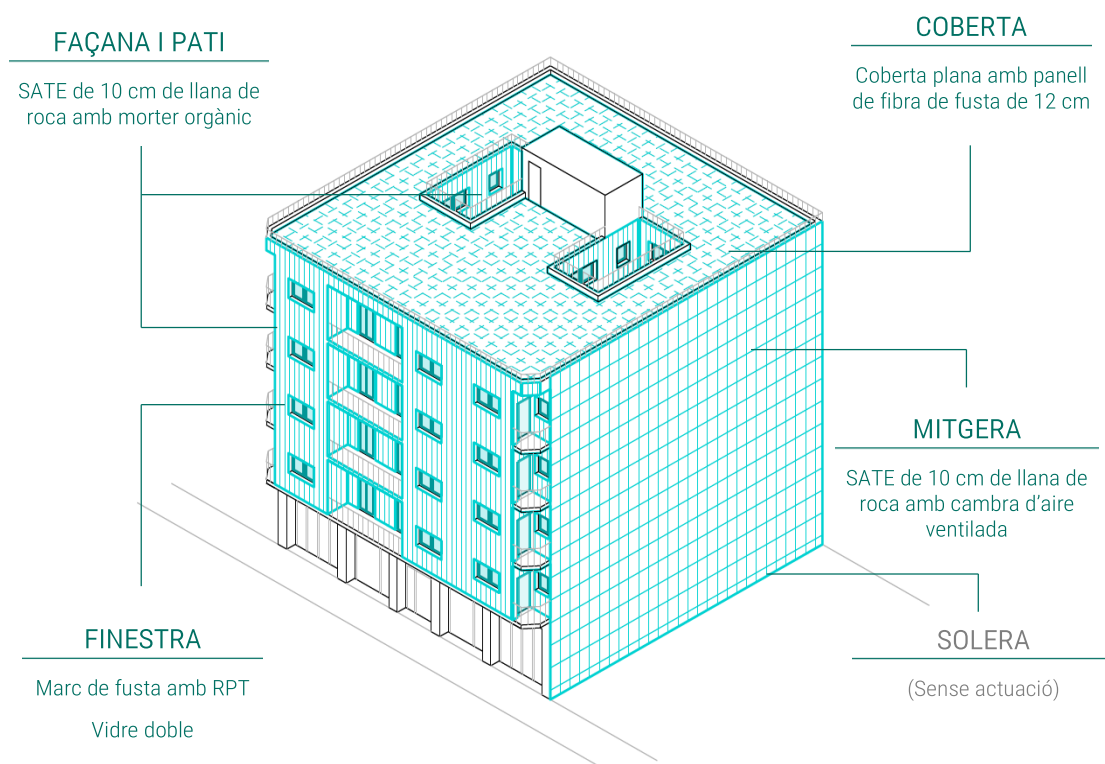 FAÇANA I PATI
SATE de 10 cm de llana de
roca amb morter orgànic
COBERTA
Coberta plana amb panell
de fibra de fusta de 12 cm
MITGERA
SATE de 10 cm de llana de
roca amb cambra d’aire
ventilada
FINESTRA
Marc de fusta amb RPT
Vidre doble
SOLERA
(Sense actuació)